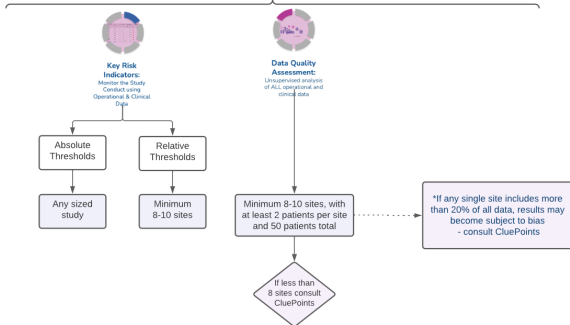 Key Risk
Indicators:
Monitor the Study
Conduct using
Operational & Clinical
Data
Data Quality
Assessment:
Unsupervised analysis
of ALL operational and
clinical data
Absolute
Thresholds
Relative
Thresholds
Any sized
study
Minimum
8-10 sites
Minimum 8-10 sites, with
at least 2 patients per site
and 50 patients total
*If any single site includes more
than 20% of all data, results may
become subject to bias
- consult CluePoints
If less than
8 sites consult
CluePoints